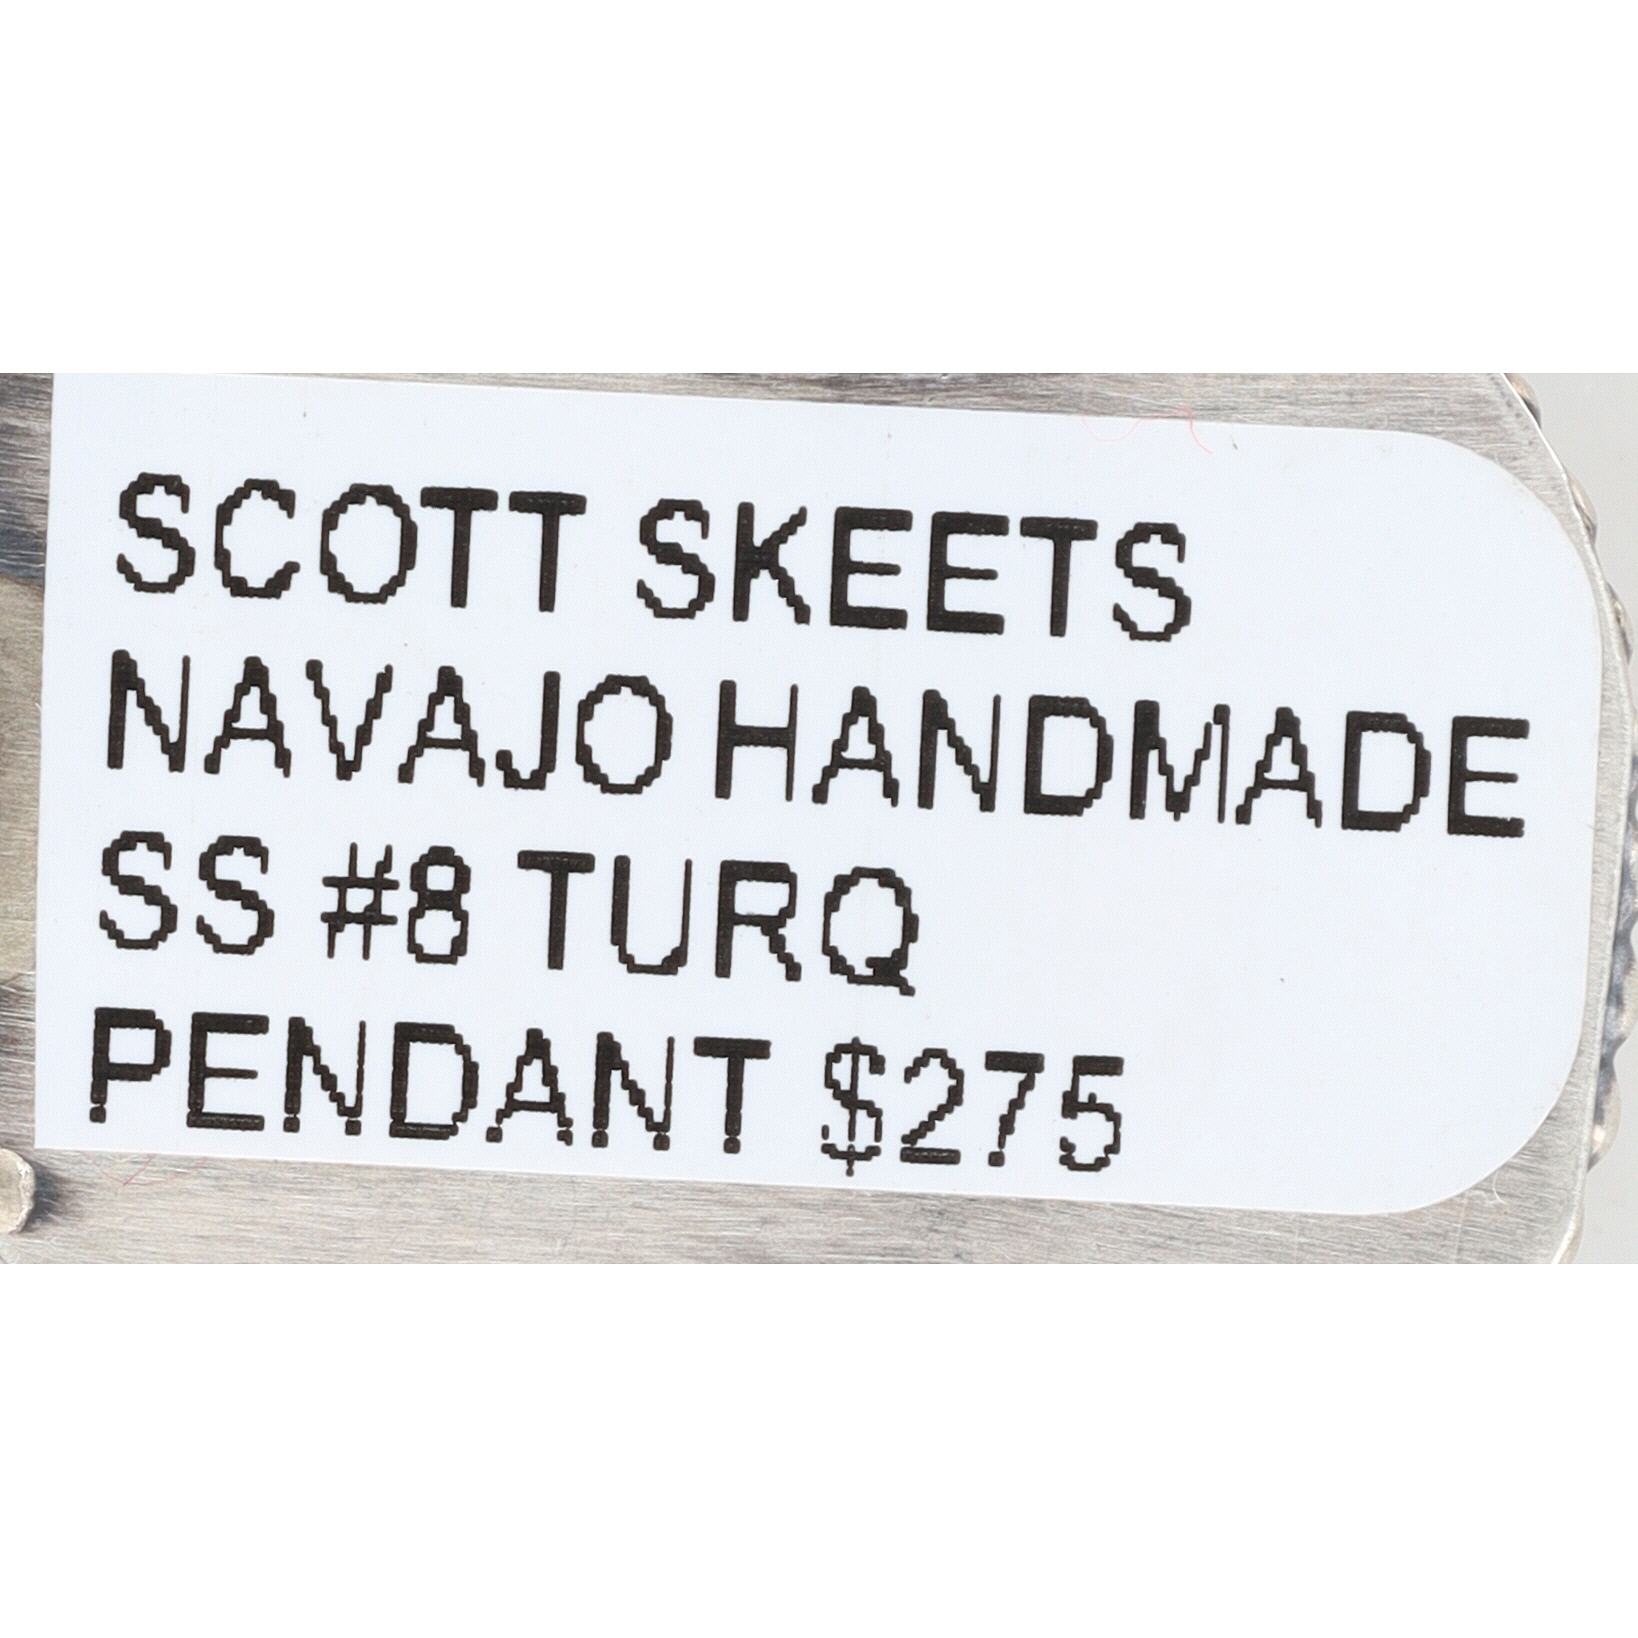 SCOTT SKEETS
NAVAJO HANDMADE
SS #8 TURQ
PENDANT $275